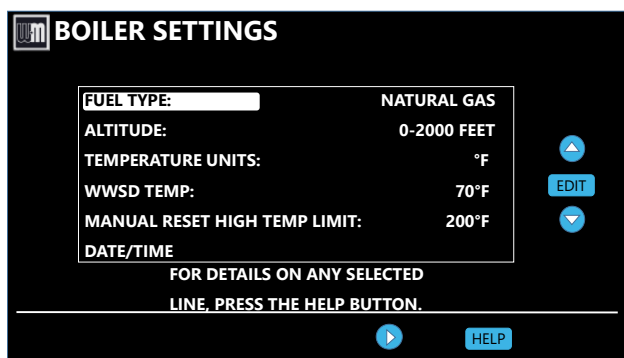 WM BOILER SETTINGS
FUEL TYPE: NATURAL GAS
ALTITUDE: 0-2000 FEET
TEMPERATURE UNITS: °F
WWSD TEMP: 70°F
EDIT
MANUAL RESET HIGH TEMP LIMIT: 200°F
DATE/TIME
FOR DETAILS ON ANY SELECTED
LINE, PRESS THE HELP BUTTON.
HELP